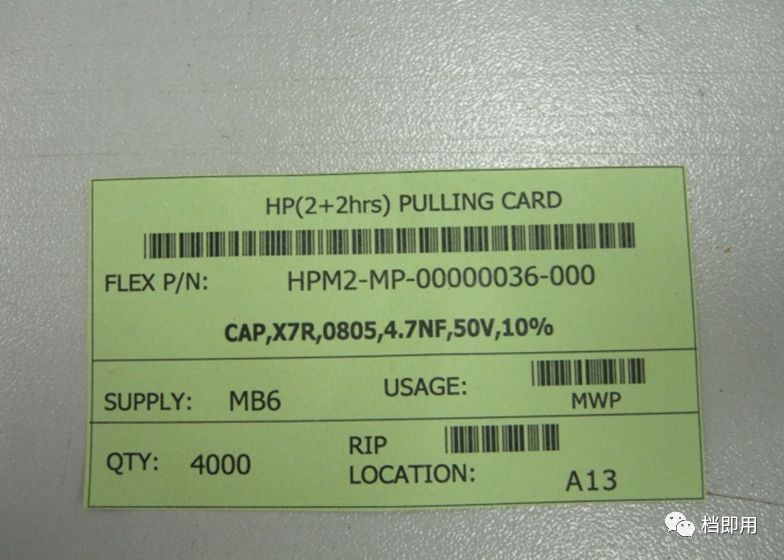 HP(2+2hrs) PULLING CARD
FLEX P/N: HPM2-MP-00000036-000
CAP,X7R,0805,4.7NF,50V,10%
SUPPLY: MB6 USAGE: MWP
QTY: 4000 RIP LOCATION: A13
档即用